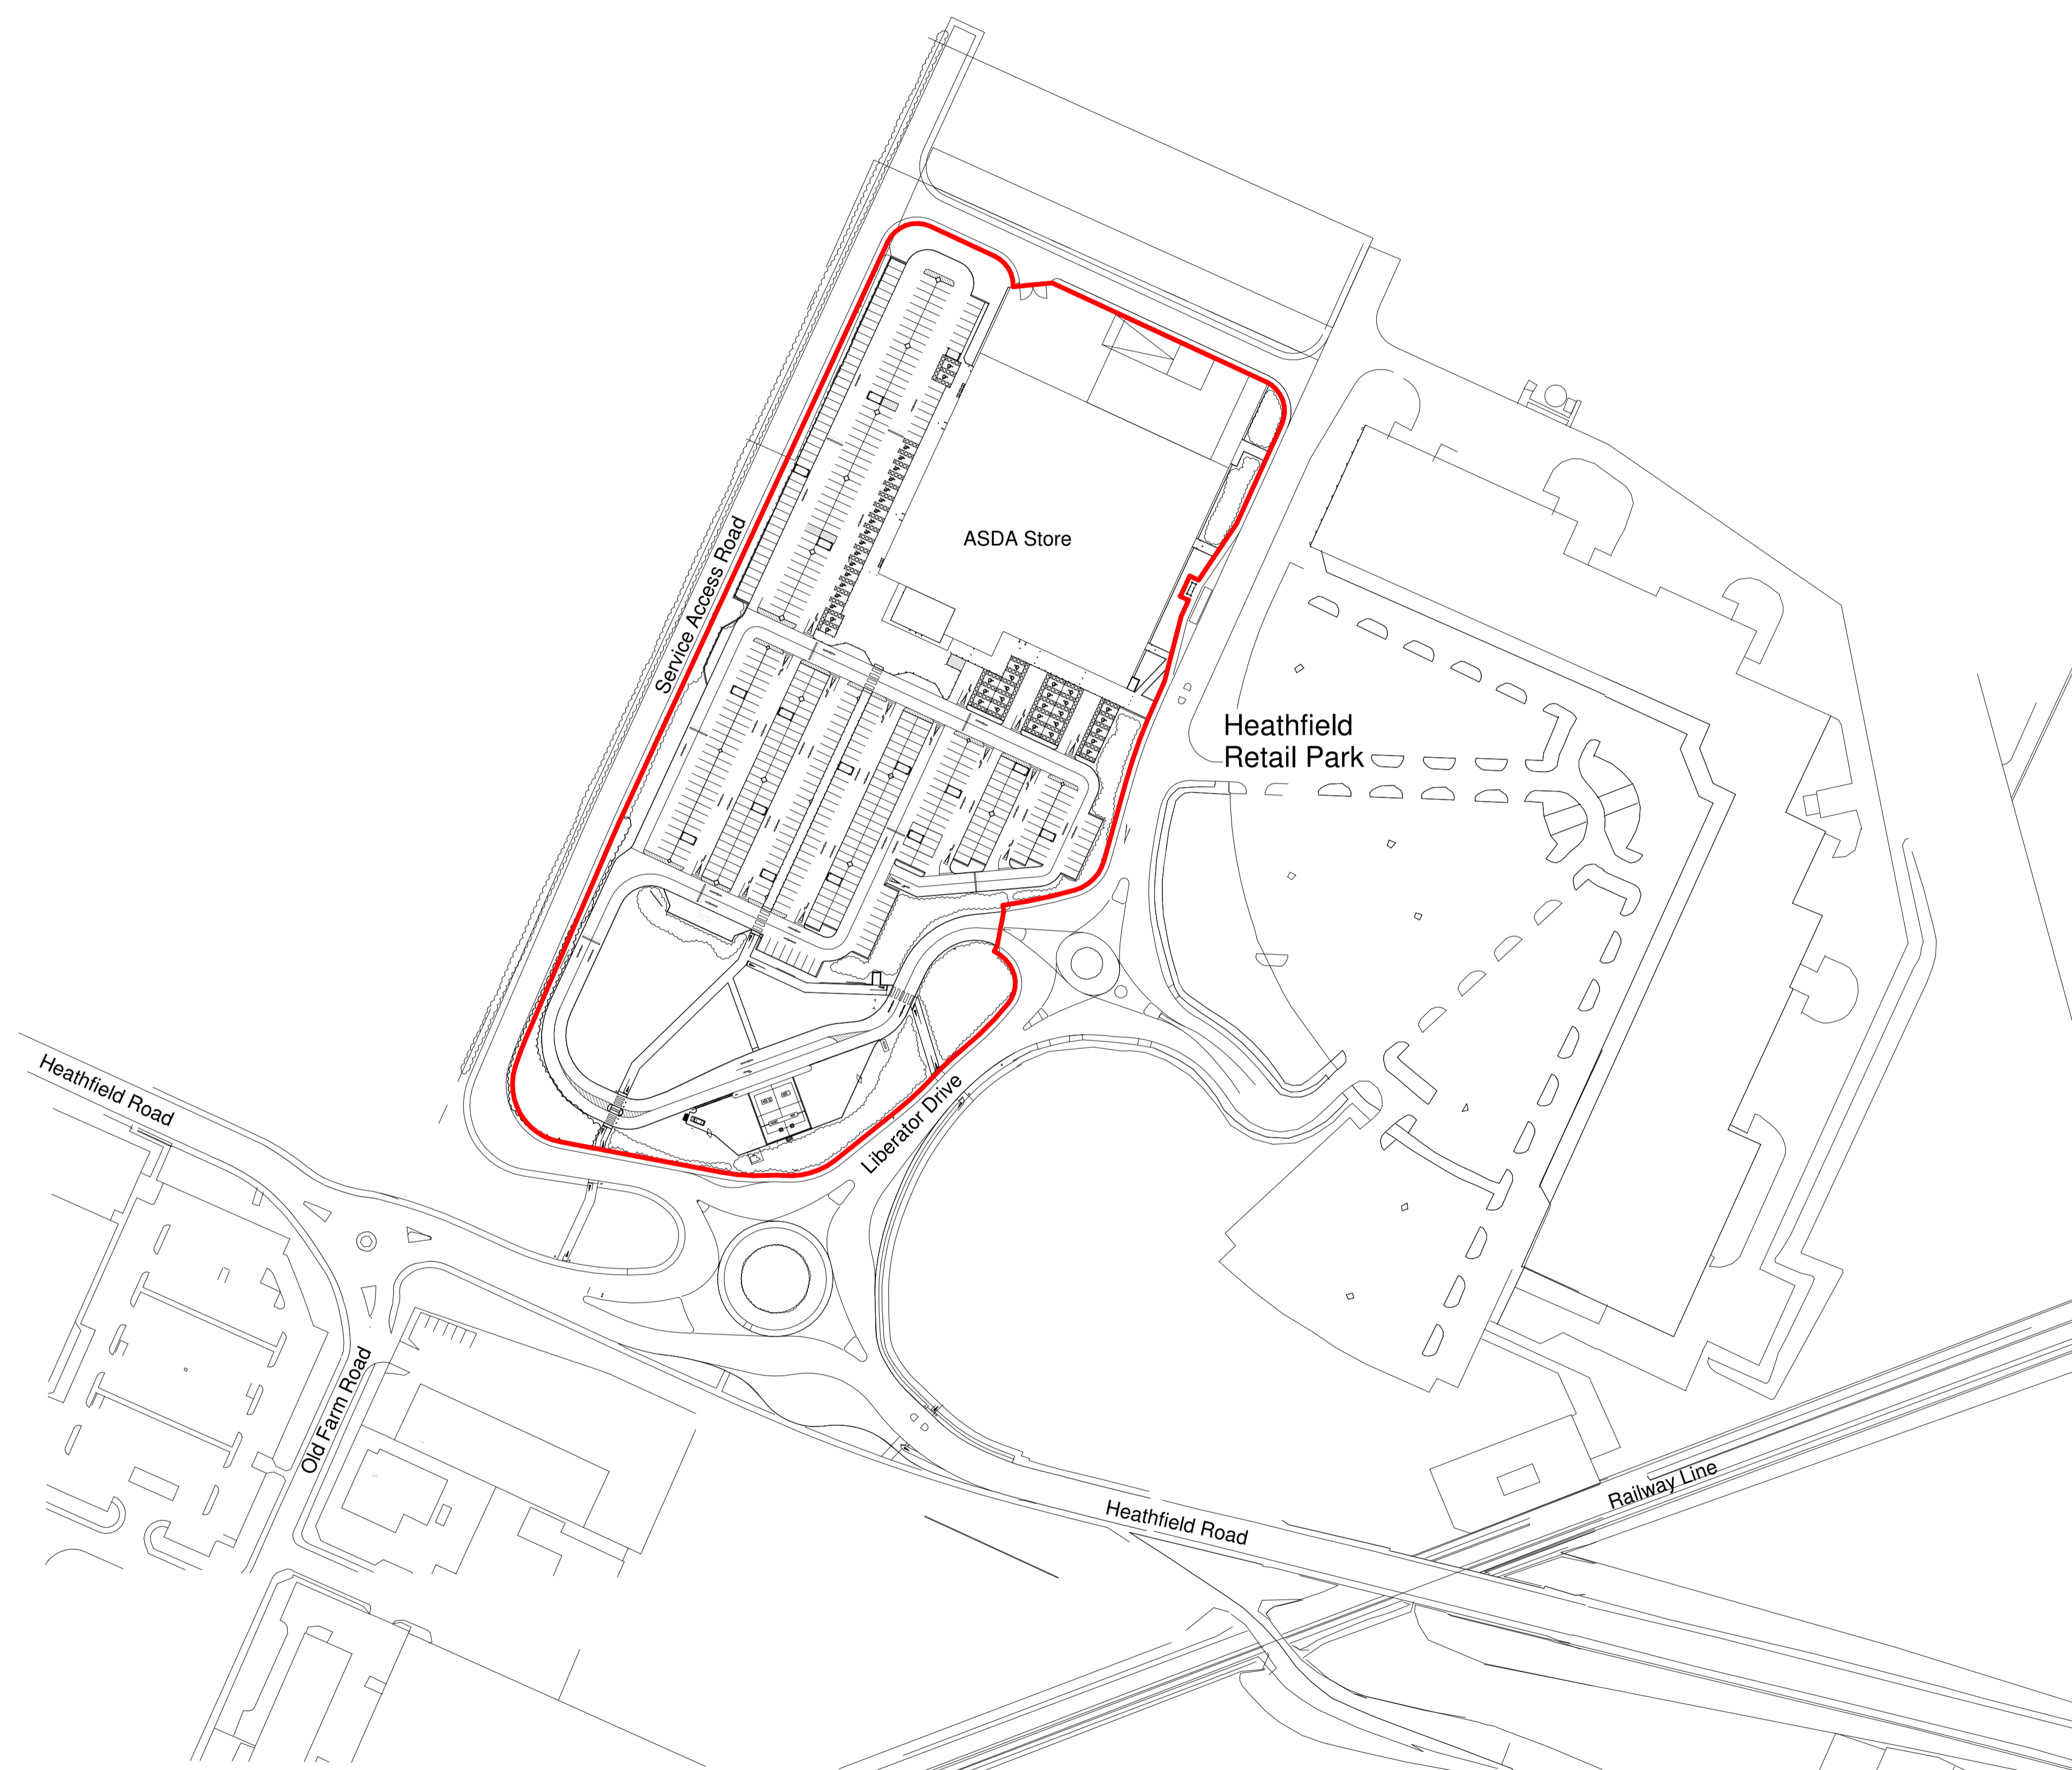 ASDA Store
Service Access Road
Heathfield
Retail Park
Heathfield Road
Liberator Drive
Old Farm Road
Railway Line
Heathfield Road